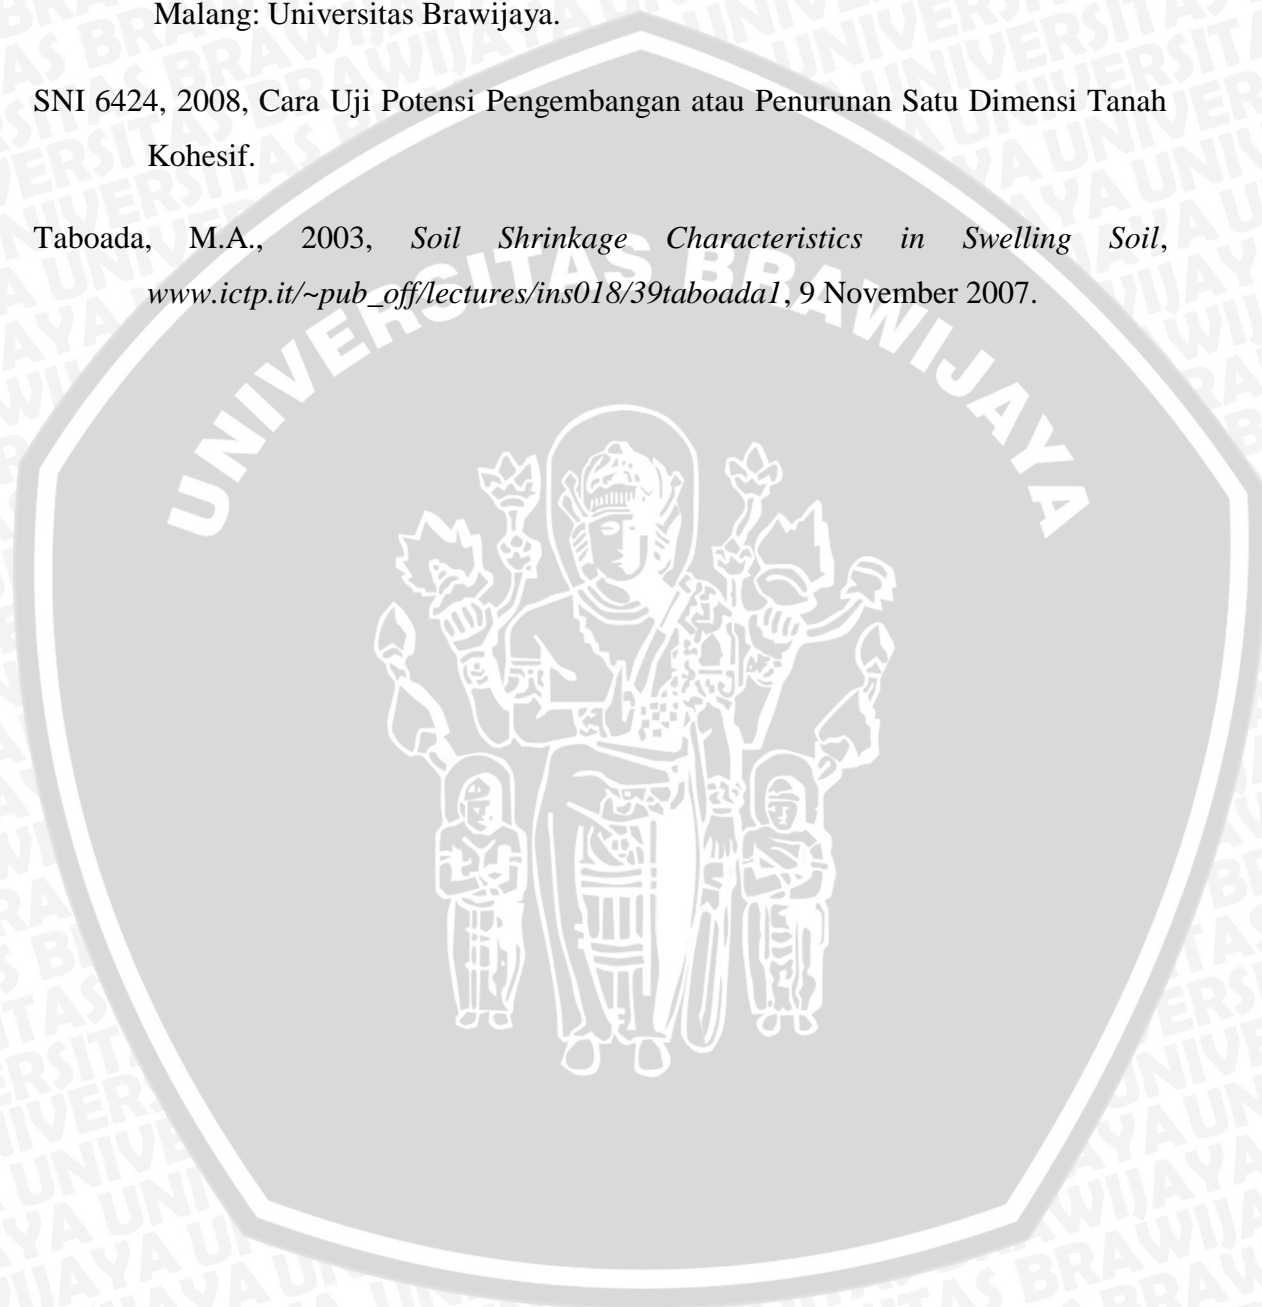 Malang: Universitas Brawijaya.
SNI 6424, 2008, Cara Uji Potensi Pengembangan atau Penurunan Satu Dimensi Tanah
Kohesif.
Taboada, M.A., 2003, Soil Shrinkage Characteristics in Swelling Soil,
www.ictp.it/~pub_off/lectures/ins018/39taboada1, 9 November 2007.
UNIVERSITAS BRAWIJAYA